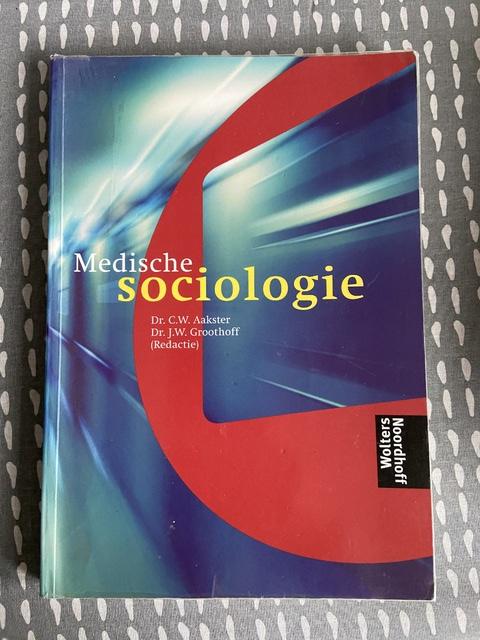 Medische
sociologie
Dr. C.W. Aakster
Dr. J.W. Groothoff
(Redactie)
Wolters
Noordhoff